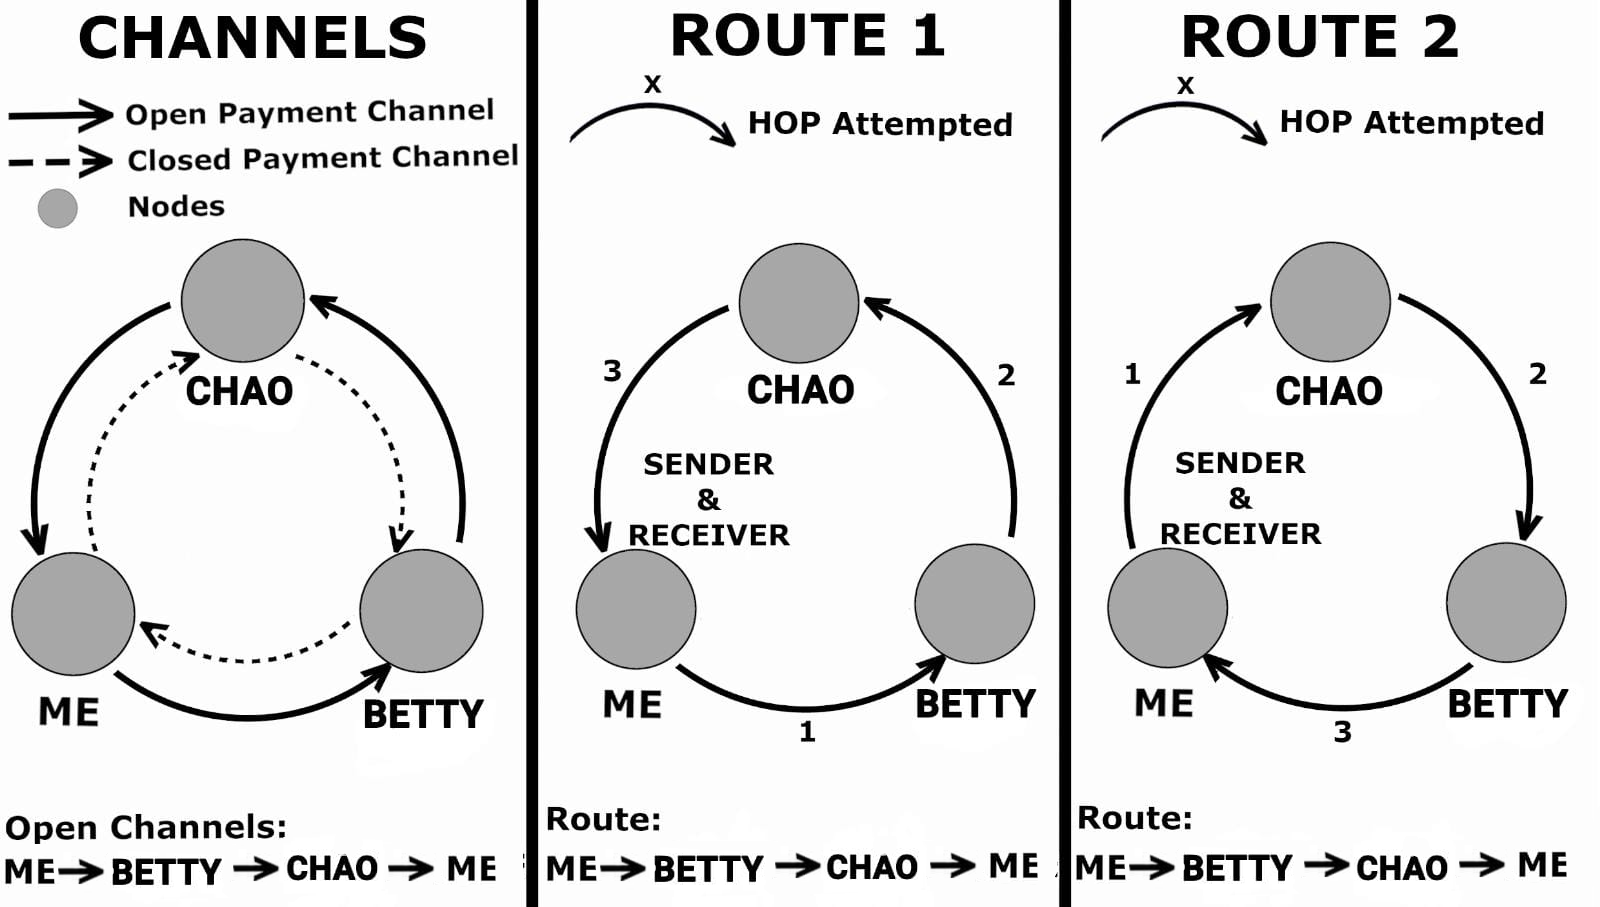 CHANNELS
Open Payment Channel
Closed Payment Channel
Nodes
CHAO
ME
BETTY
Open Channels:
ME → BETTY → CHAO → ME
ROUTE 1
X
HOP Attempted
CHAO
3
2
SENDER
&
RECEIVER
ME
BETTY
1
Route:
ME → BETTY → CHAO → ME
ROUTE 2
X
HOP Attempted
CHAO
1
2
SENDER
&
RECEIVER
ME
BETTY
3
Route:
ME → BETTY → CHAO → ME